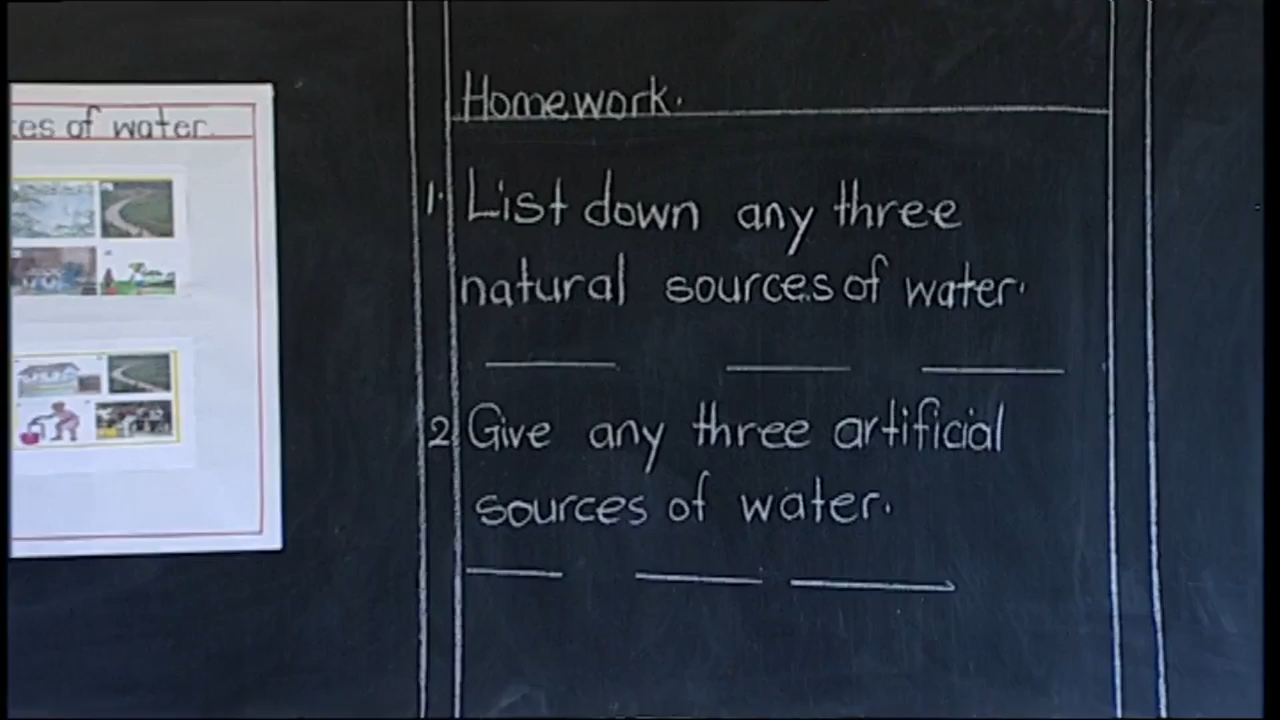 of water.
Homework.
1. List down any three
natural sources of water.
2 Give any three artificial
sources of water.